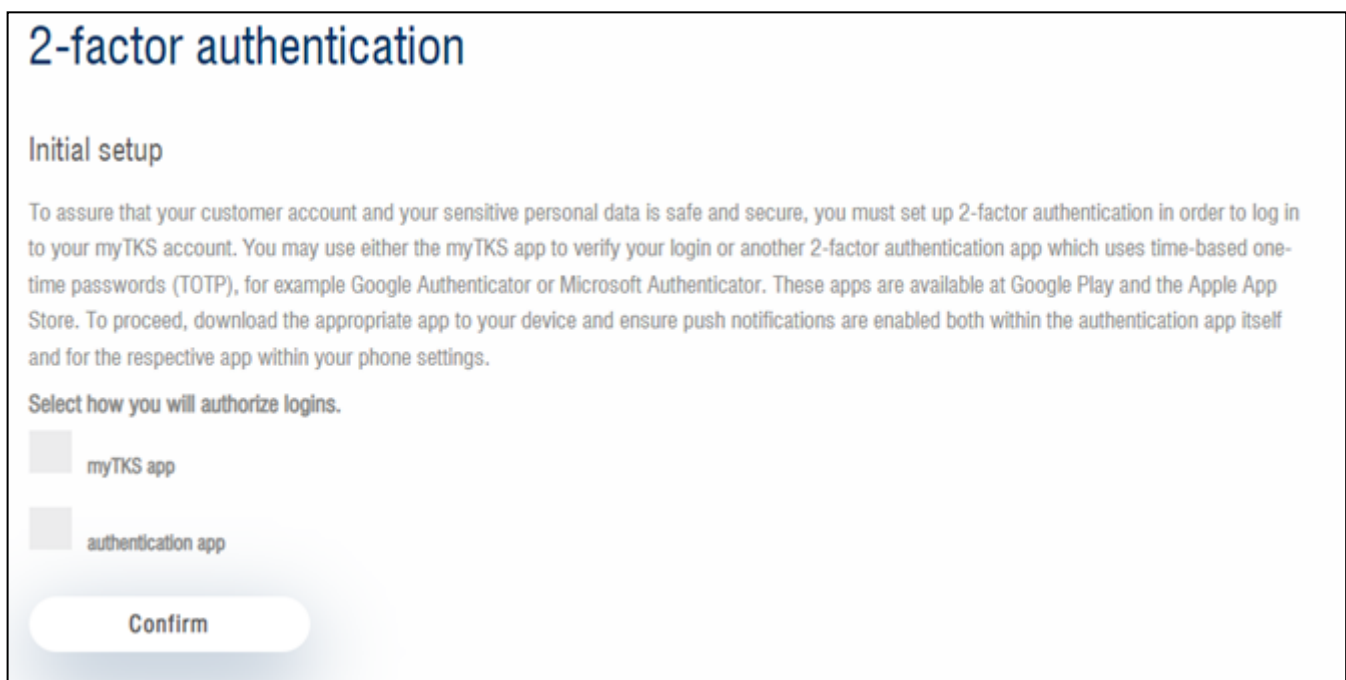 2-factor authentication
Initial setup
To assure that your customer account and your sensitive personal data is safe and secure, you must set up 2-factor authentication in order to log in
to your myTKS account. You may use either the myTKS app to verify your login or another 2-factor authentication app which uses time-based one-
time passwords (TOTP), for example Google Authenticator or Microsoft Authenticator. These apps are available at Google Play and the Apple App
Store. To proceed, download the appropriate app to your device and ensure push notifications are enabled both within the authentication app itself
and for the respective app within your phone settings.
Select how you will authorize logins.
myTKS app
authentication app
Confirm